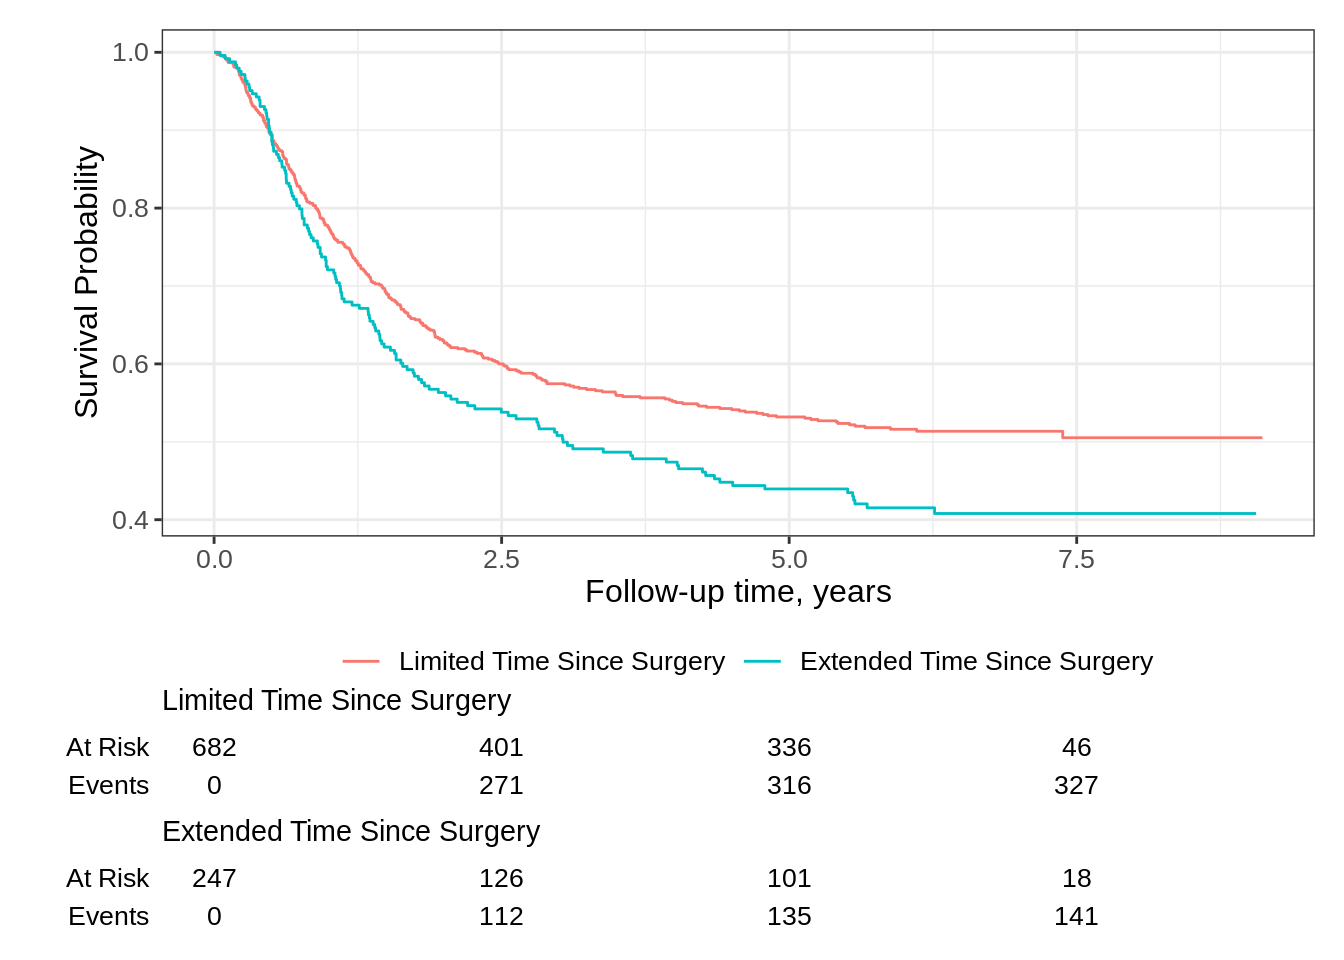 1.0
0.8
0.6
0.4
Survival Probability
0.0 2.5 5.0 7.5
Follow-up time, years
Limited Time Since Surgery Extended Time Since Surgery
Limited Time Since Surgery
At Risk 682 401 336 46
Events 0 271 316 327
Extended Time Since Surgery
At Risk 247 126 101 18
Events 0 112 135 141